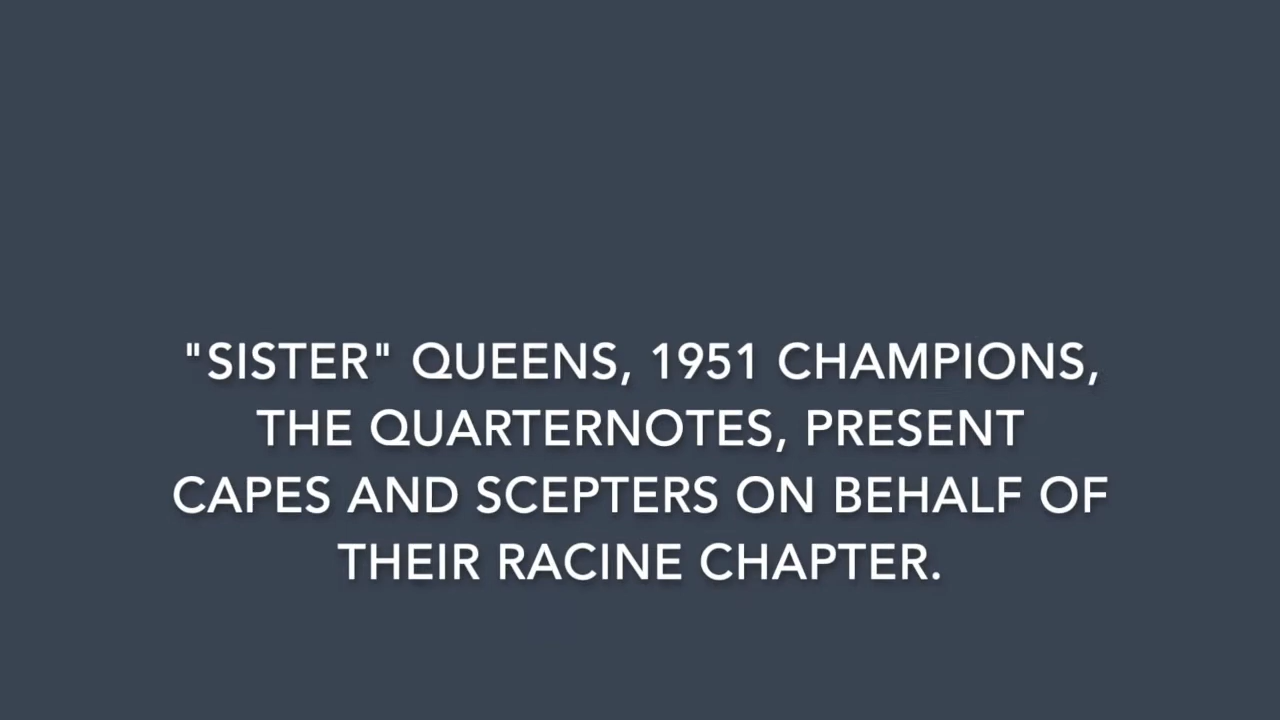 "SISTER" QUEENS, 1951 CHAMPIONS,
THE QUARTERNOTES, PRESENT
CAPES AND SCEPTERS ON BEHALF OF
THEIR RACINE CHAPTER.